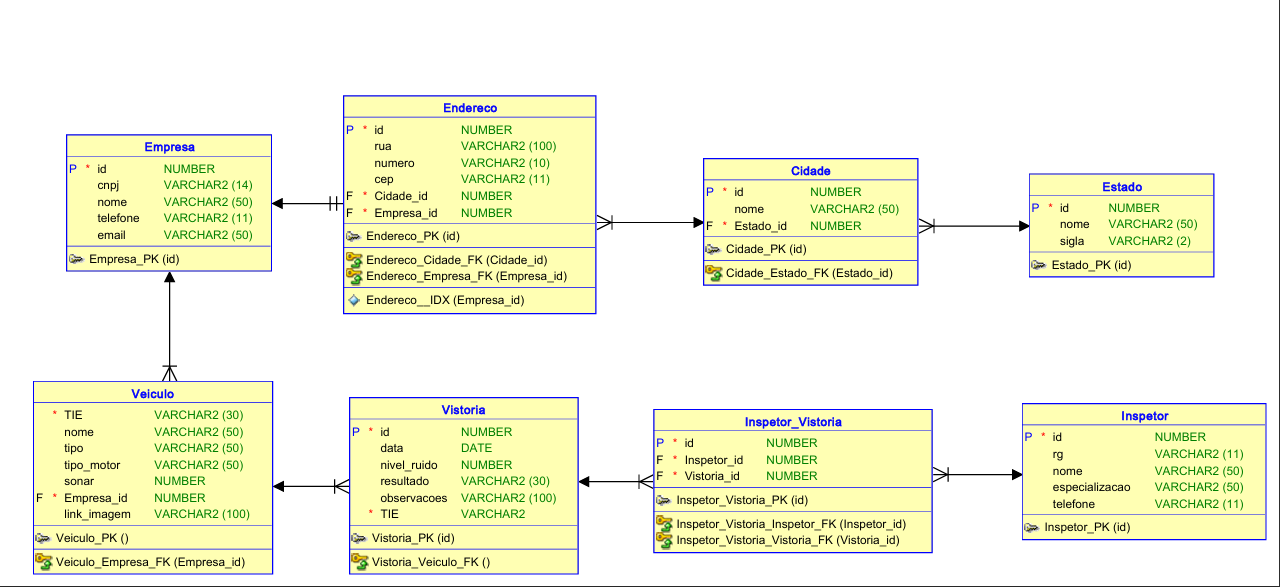 Empresa
P * id NUMBER
cnpj VARCHAR2 (14)
nome VARCHAR2 (50)
telefone VARCHAR2 (11)
email VARCHAR2 (50)
Empresa_PK (id)
Endereco
P * id NUMBER
rua VARCHAR2 (100)
numero VARCHAR2 (10)
cep VARCHAR2 (11)
F * Cidade_id NUMBER
F * Empresa_id NUMBER
Endereco_PK (id)
Endereco_Cidade_FK (Cidade_id)
Endereco_Empresa_FK (Empresa_id)
Endereco__IDX (Empresa_id)
Cidade
P * id NUMBER
nome VARCHAR2 (50)
F * Estado_id NUMBER
Cidade_PK (id)
Cidade_Estado_FK (Estado_id)
Estado
P * id NUMBER
nome VARCHAR2 (50)
sigla VARCHAR2 (2)
Estado_PK (id)
Veiculo
* TIE VARCHAR2 (30)
nome VARCHAR2 (50)
tipo VARCHAR2 (50)
tipo_motor VARCHAR2 (50)
sonar NUMBER
F * Empresa_id NUMBER
link_imagem VARCHAR2 (100)
Veiculo_PK ()
Veiculo_Empresa_FK (Empresa_id)
Vistoria
P * id NUMBER
data DATE
nivel_ruido NUMBER
resultado VARCHAR2 (30)
observacoes VARCHAR2 (100)
* TIE VARCHAR2
Vistoria_PK (id)
Vistoria_Veiculo_FK ()
Inspetor_Vistoria
P * id NUMBER
F * Inspetor_id NUMBER
F * Vistoria_id NUMBER
Inspetor_Vistoria_PK (id)
Inspetor_Vistoria_Inspetor_FK (Inspetor_id)
Inspetor_Vistoria_Vistoria_FK (Vistoria_id)
Inspetor
P * id NUMBER
rg VARCHAR2 (11)
nome VARCHAR2 (50)
especializacao VARCHAR2 (50)
telefone VARCHAR2 (11)
Inspetor_PK (id)